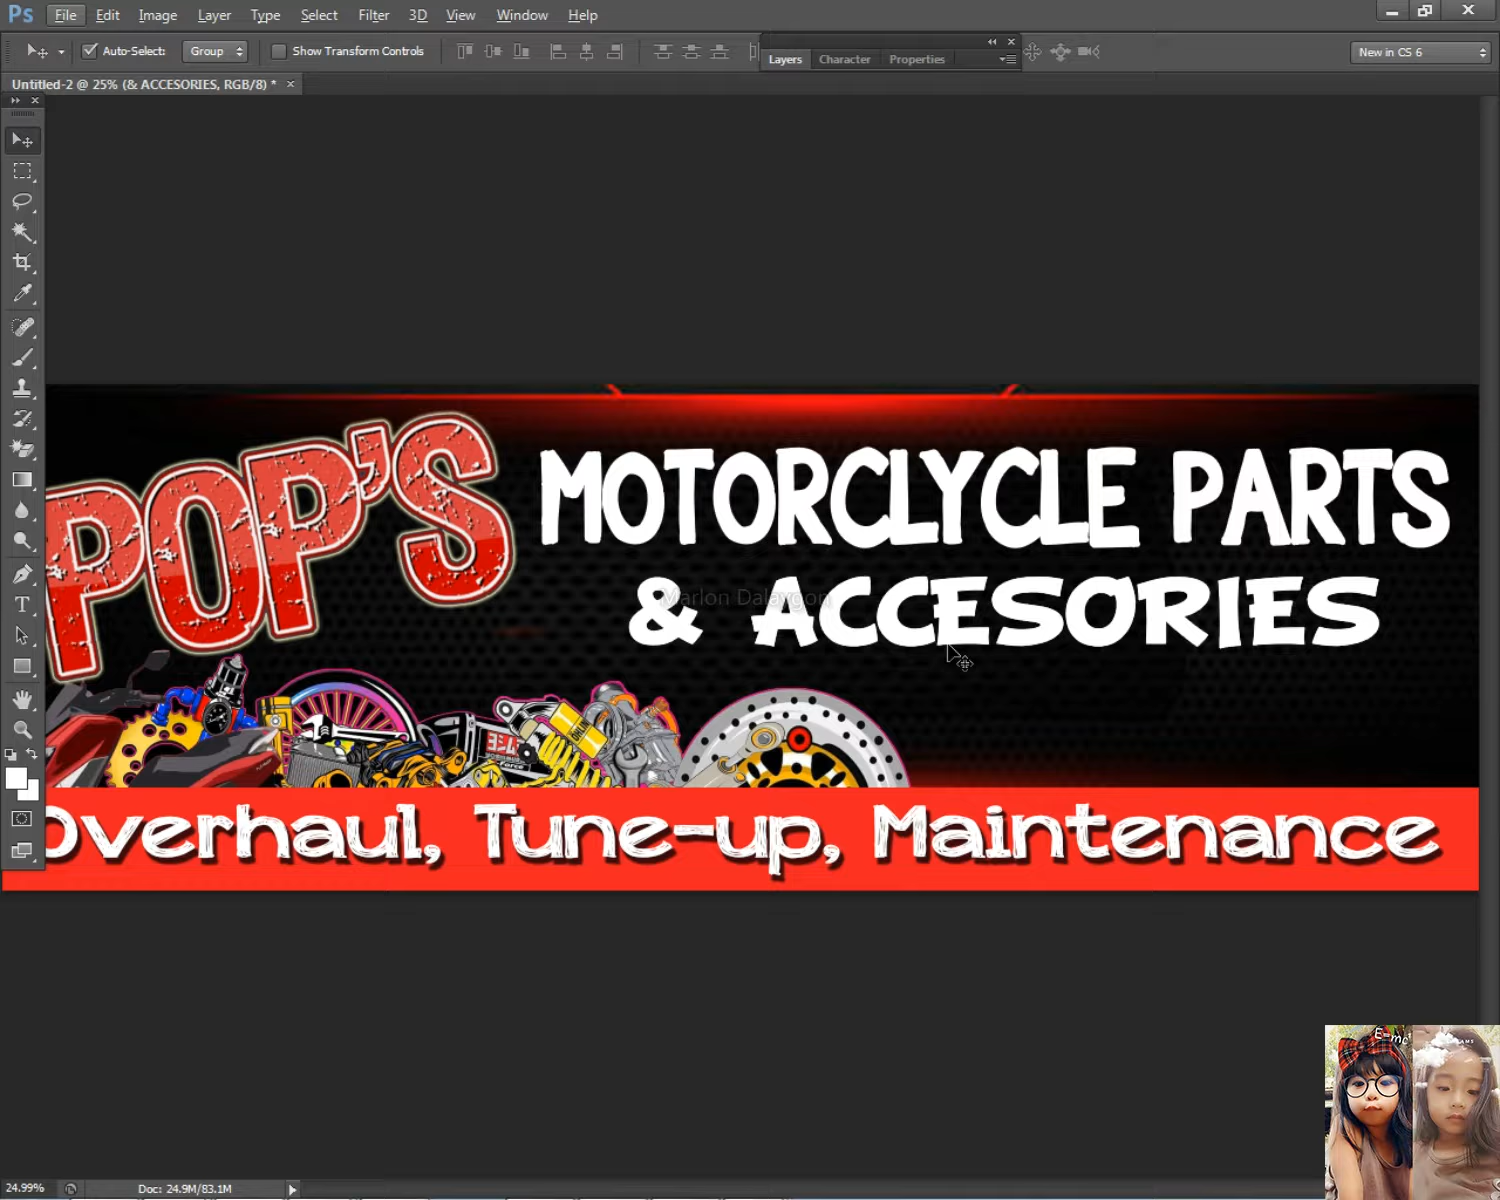 Ps File Edit Image Layer Type Select Filter 3D View Window Help
Auto-Select: Group Show Transform Controls New in CS 6
Layers Character Properties
Untitled-2 @ 25% (& ACCESORIES, RGB/8) *
POP'S
MOTORCLYCLE PARTS
& ACCESORIES
Marlon Dalaygon
Overhaul, Tune-up, Maintenance
E=mc²
24.99% Doc: 24.9M/83.1M